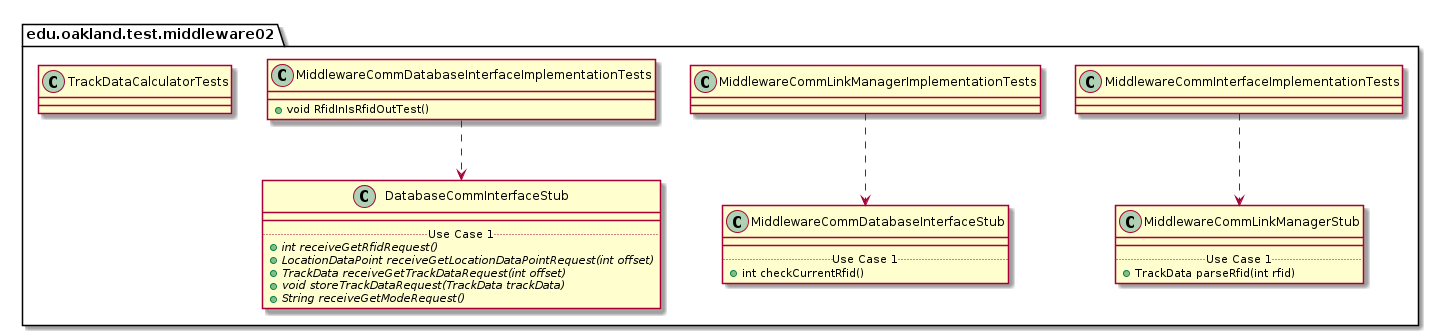 edu.oakland.test.middleware02
C TrackDataCalculatorTests
C MiddlewareCommDatabaseInterfaceImplementationTests
void RfidInIsRfidOutTest()
C MiddlewareCommLinkManagerImplementationTests
C MiddlewareCommInterfaceImplementationTests
C DatabaseCommInterfaceStub
Use Case 1
int receiveGetRfidRequest()
LocationDataPoint receiveGetLocationDataPointRequest(int offset)
TrackData receiveGetTrackDataRequest(int offset)
void storeTrackDataRequest(TrackData trackData)
String receiveGetModeRequest()
C MiddlewareCommDatabaseInterfaceStub
Use Case 1
int checkCurrentRfid()
C MiddlewareCommLinkManagerStub
Use Case 1
TrackData parseRfid(int rfid)